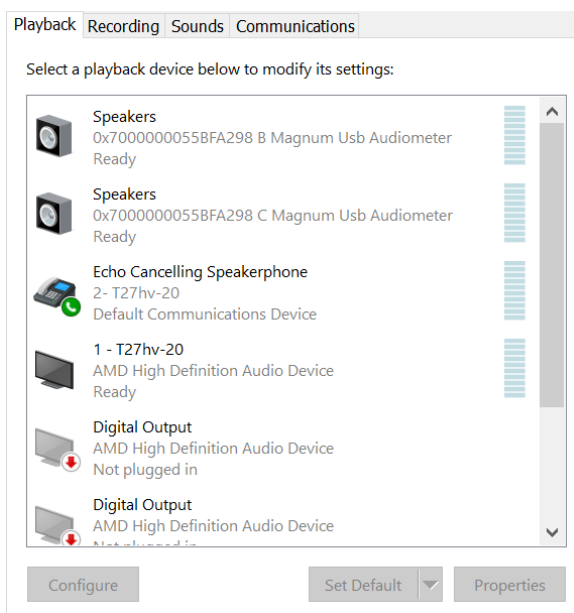 Playback Recording Sounds Communications
Select a playback device below to modify its settings:
Speakers
0x7000000055BFA298 B Magnum Usb Audiometer
Ready
Speakers
0x7000000055BFA298 C Magnum Usb Audiometer
Ready
Echo Cancelling Speakerphone
2- T27hv-20
Default Communications Device
1 - T27hv-20
AMD High Definition Audio Device
Ready
Digital Output
AMD High Definition Audio Device
Not plugged in
Digital Output
AMD High Definition Audio Device
Not plugged in
Configure Set Default Properties